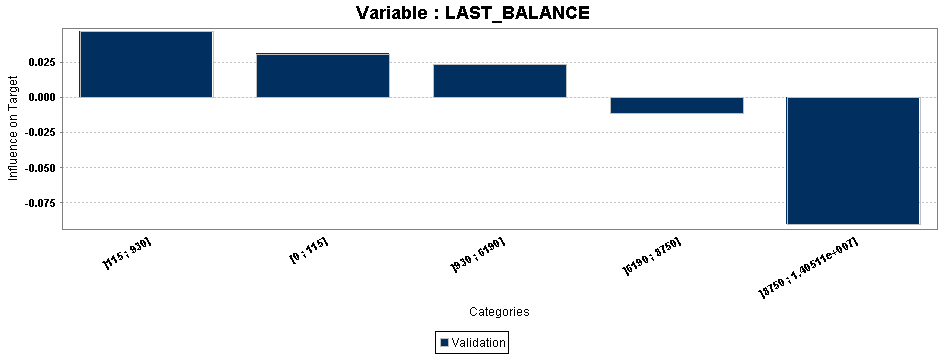 Variable : LAST_BALANCE
Influence on Target
0.025
0.000
-0.025
-0.050
-0.075
]115 ; 930]
[0 ; 115]
]930 ; 6190]
]6190 ; 8750]
]8750 ; 1.40511e+007]
Categories
Validation